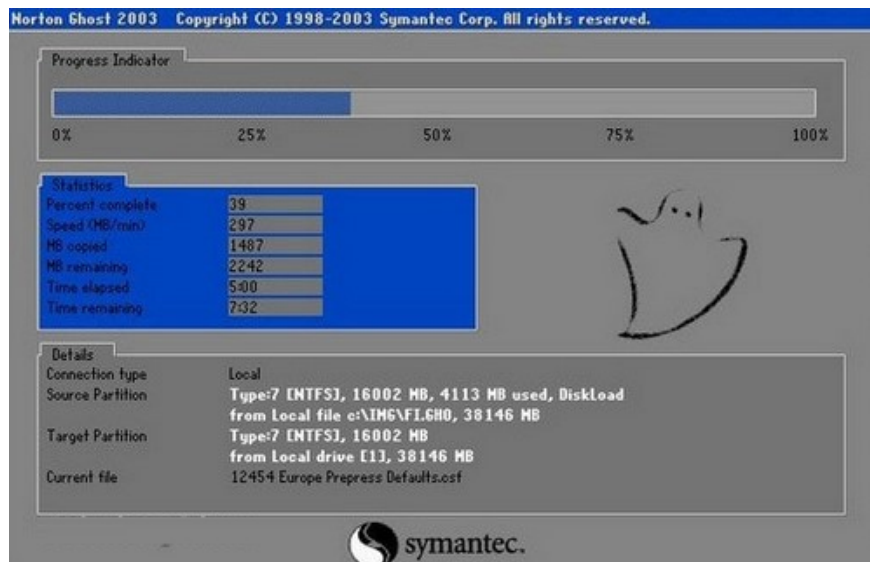 Norton Ghost 2003 Copyright (C) 1998-2003 Symantec Corp. All rights reserved.
Progress Indicator
0% 25% 50% 75% 100%
Statistics
Percent complete 39
Speed (MB/min) 297
MB copied 1487
MB remaining 2242
Time elapsed 5:00
Time remaining 7:32
Details
Connection type Local
Source Partition Type:7 [NTFS], 16002 MB, 4113 MB used, DiskLoad
from Local file c:\IMG\FI.GHO, 38146 MB
Target Partition Type:7 [NTFS], 16002 MB
from Local drive [1], 38146 MB
Current file 12454 Europe Prepress Defaults.csf
symantec.